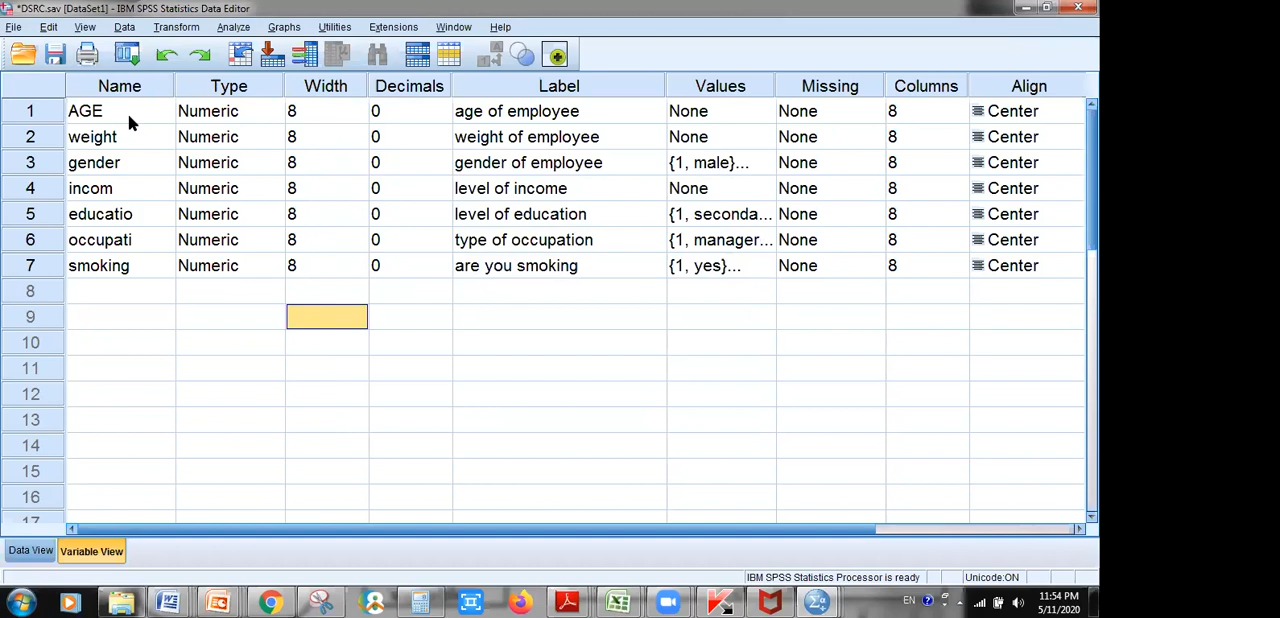 *DSRC.sav [DataSet1] - IBM SPSS Statistics Data Editor
File Edit View Data Transform Analyze Graphs Utilities Extensions Window Help
Name Type Width Decimals Label Values Missing Columns Align
1 AGE Numeric 8 0 age of employee None None 8 Center
2 weight Numeric 8 0 weight of employee None None 8 Center
3 gender Numeric 8 0 gender of employee {1, male}... None 8 Center
4 incom Numeric 8 0 level of income None None 8 Center
5 educatio Numeric 8 0 level of education {1, seconda... None 8 Center
6 occupati Numeric 8 0 type of occupation {1, manager... None 8 Center
7 smoking Numeric 8 0 are you smoking {1, yes}... None 8 Center
8
9
10
11
12
13
14
15
16
17
Data View Variable View
IBM SPSS Statistics Processor is ready Unicode:ON
EN 11:54 PM
5/11/2020